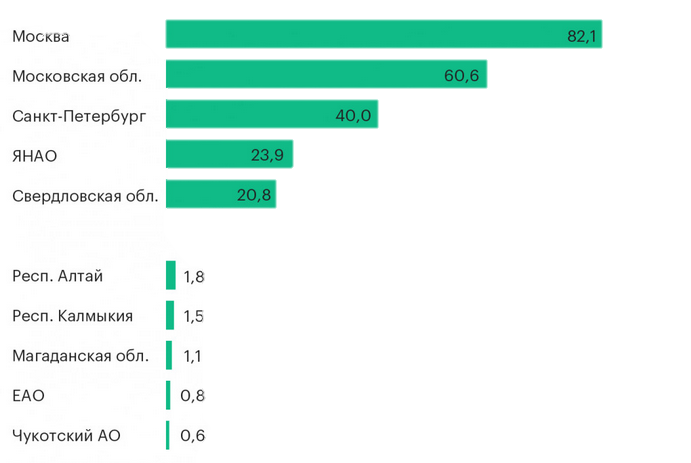 Москва 82,1
Московская обл. 60,6
Санкт-Петербург 40,0
ЯНАО 23,9
Свердловская обл. 20,8
Респ. Алтай 1,8
Респ. Калмыкия 1,5
Магаданская обл. 1,1
ЕАО 0,8
Чукотский АО 0,6